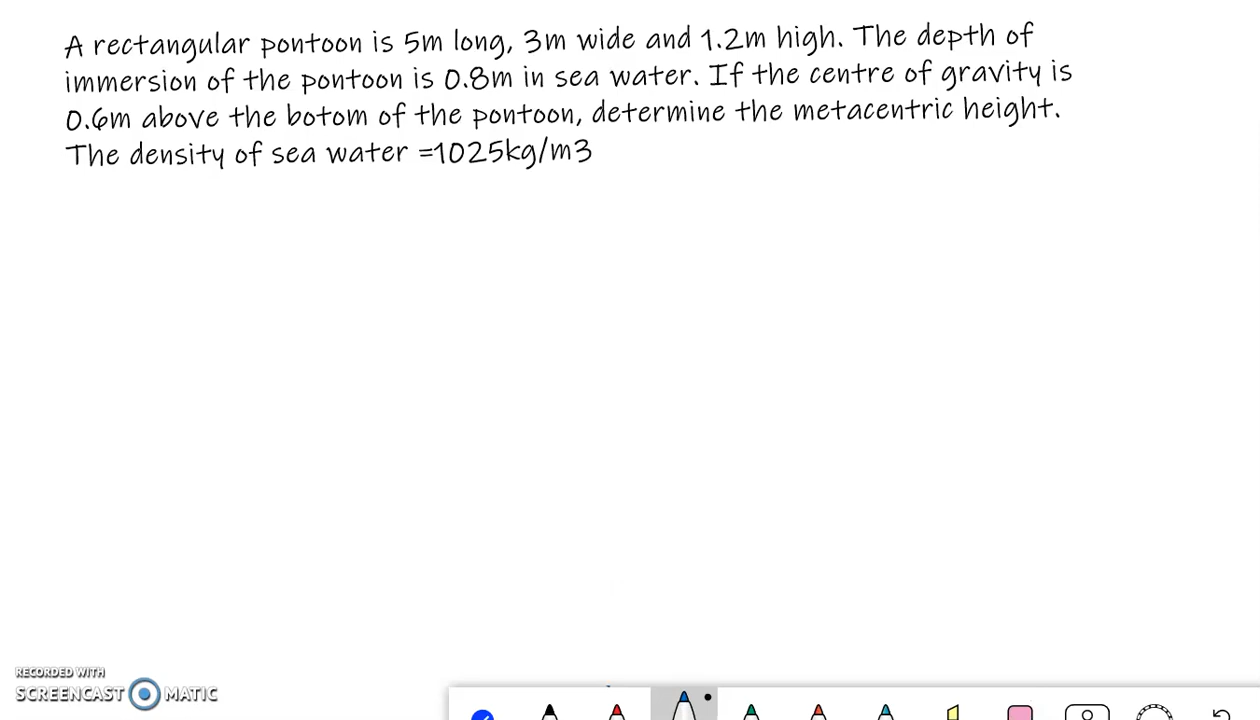 A rectangular pontoon is 5m long, 3m wide and 1.2m high. The depth of
immersion of the pontoon is 0.8m in sea water. If the centre of gravity is
0.6m above the botom of the pontoon, determine the metacentric height.
The density of sea water =1025kg/m3
RECORDED WITH
SCREENCAST MATIC